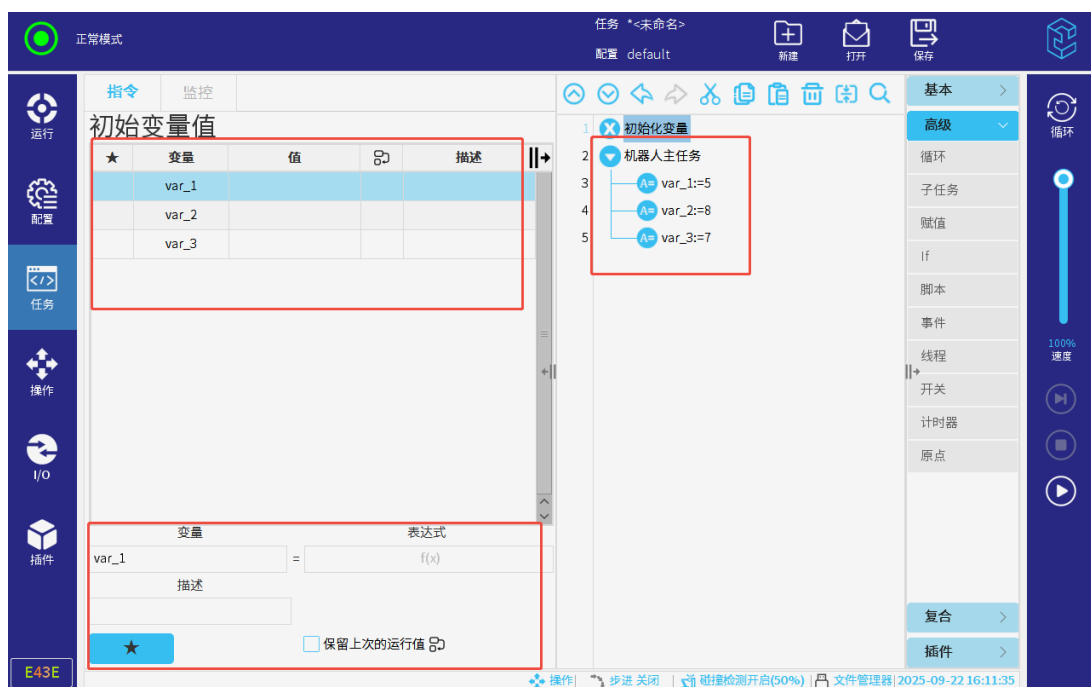 正常模式
任务 *<未命名>
配置 default
新建
打开
保存
运行
配置
任务
操作
I/O
插件
E43E
指令 监控
初始变量值
★ 变量 值 描述
var_1
var_2
var_3
变量 表达式
var_1 = f(x)
描述
★
保留上次的运行值
1 初始化变量
2 机器人主任务
3 A= var_1:=5
4 A= var_2:=8
5 A= var_3:=7
基本
高级
循环
子任务
赋值
If
脚本
事件
线程
开关
计时器
原点
复合
插件
循环
100%
速度
操作| 步进 关闭 | 碰撞检测开启(50%) | 文件管理器| 2025-09-22 16:11:35